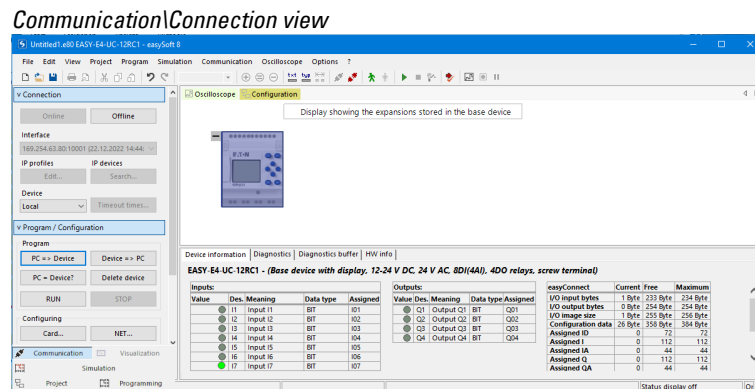 Communication\Connection view
Untitled1.e80 EASY-E4-UC-12RC1 - easySoft 8
File Edit View Project Program Simulation Communication Oscilloscope Options ?
Connection
Oscilloscope Configuration
Online Offline
Display showing the expansions stored in the base device
Interface
169.254.63.80:10001 (22.12.2022 14:44:
IP profiles IP devices
Edit... Search...
Device
Local Timeout times...
Program / Configuration
Program
PC => Device Device => PC
PC = Device? Delete device
RUN STOP
Configuring
Card... NET...
Communication Visualization
Simulation
Project Programming
Device information Diagnostics Diagnostics buffer HW info
EASY-E4-UC-12RC1 - (Base device with display, 12-24 V DC, 24 V AC, 8DI(4AI), 4DO relays, screw terminal)
Inputs:
Value Des. Meaning Data type Assigned
I1 Input I1 BIT I01
I2 Input I2 BIT I02
I3 Input I3 BIT I03
I4 Input I4 BIT I04
I5 Input I5 BIT I05
I6 Input I6 BIT I06
I7 Input I7 BIT I07
Outputs:
Value Des. Meaning Data type Assigned
Q1 Output Q1 BIT Q01
Q2 Output Q2 BIT Q02
Q3 Output Q3 BIT Q03
Q4 Output Q4 BIT Q04
easyConnect Current Free Maximum
I/O input bytes 1 Byte 233 Byte 234 Byte
I/O output bytes 0 Byte 254 Byte 254 Byte
I/O image size 1 Byte 255 Byte 256 Byte
Configuration data 26 Byte 358 Byte 384 Byte
Assigned ID 0 72 72
Assigned I 0 112 112
Assigned IA 0 44 44
Assigned Q 0 112 112
Assigned QA 0 44 44
Status display off